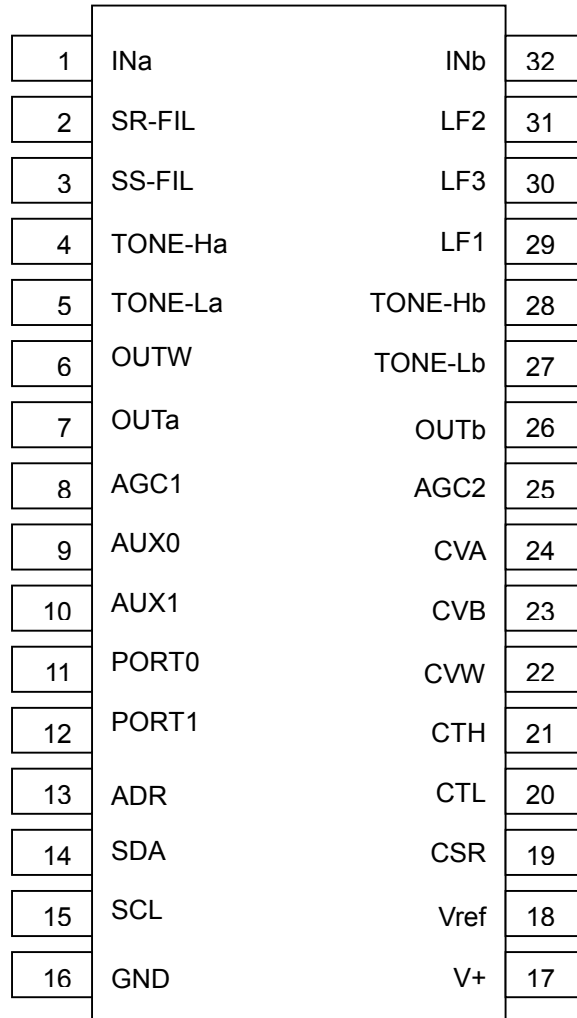 1 INa INb 32
2 SR-FIL LF2 31
3 SS-FIL LF3 30
4 TONE-Ha LF1 29
5 TONE-La TONE-Hb 28
6 OUTW TONE-Lb 27
7 OUTa OUTb 26
8 AGC1 AGC2 25
9 AUX0 CVA 24
10 AUX1 CVB 23
11 PORT0 CVW 22
12 PORT1 CTH 21
13 ADR CTL 20
14 SDA CSR 19
15 SCL Vref 18
16 GND V+ 17